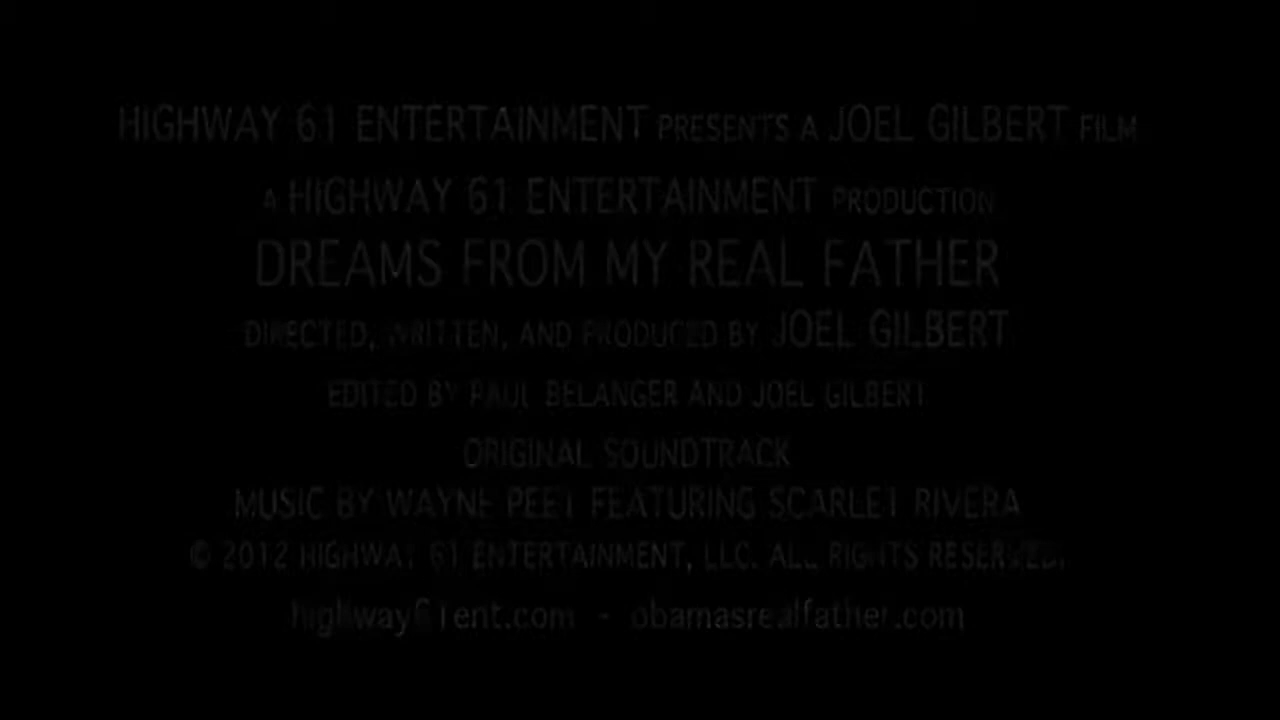 HIGHWAY 61 ENTERTAINMENT PRESENTS A JOEL GILBERT FILM
A HIGHWAY 61 ENTERTAINMENT PRODUCTION
DREAMS FROM MY REAL FATHER
DIRECTED, WRITTEN, AND PRODUCED BY JOEL GILBERT
EDITED BY PAUL BELANGER AND JOEL GILBERT
ORIGINAL SOUNDTRACK
MUSIC BY WAYNE PEET FEATURING SCARLET RIVERA
© 2012 HIGHWAY 61 ENTERTAINMENT, LLC. ALL RIGHTS RESERVED.
highway61ent.com - obamasrealfather.com